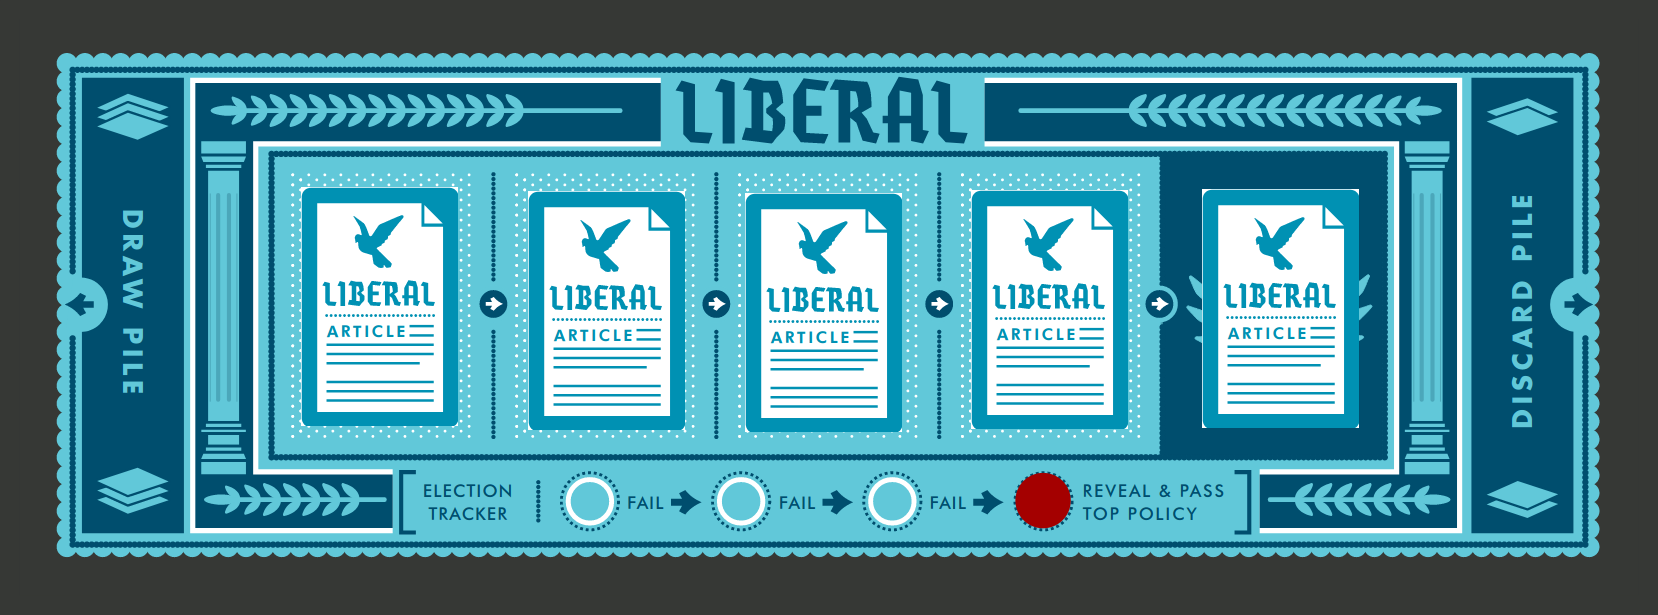 LIBERAL
DRAW PILE
LIBERAL
ARTICLE
LIBERAL
ARTICLE
LIBERAL
ARTICLE
LIBERAL
ARTICLE
LIBERAL
ARTICLE
DISCARD PILE
ELECTION
TRACKER
FAIL
FAIL
FAIL
REVEAL & PASS
TOP POLICY